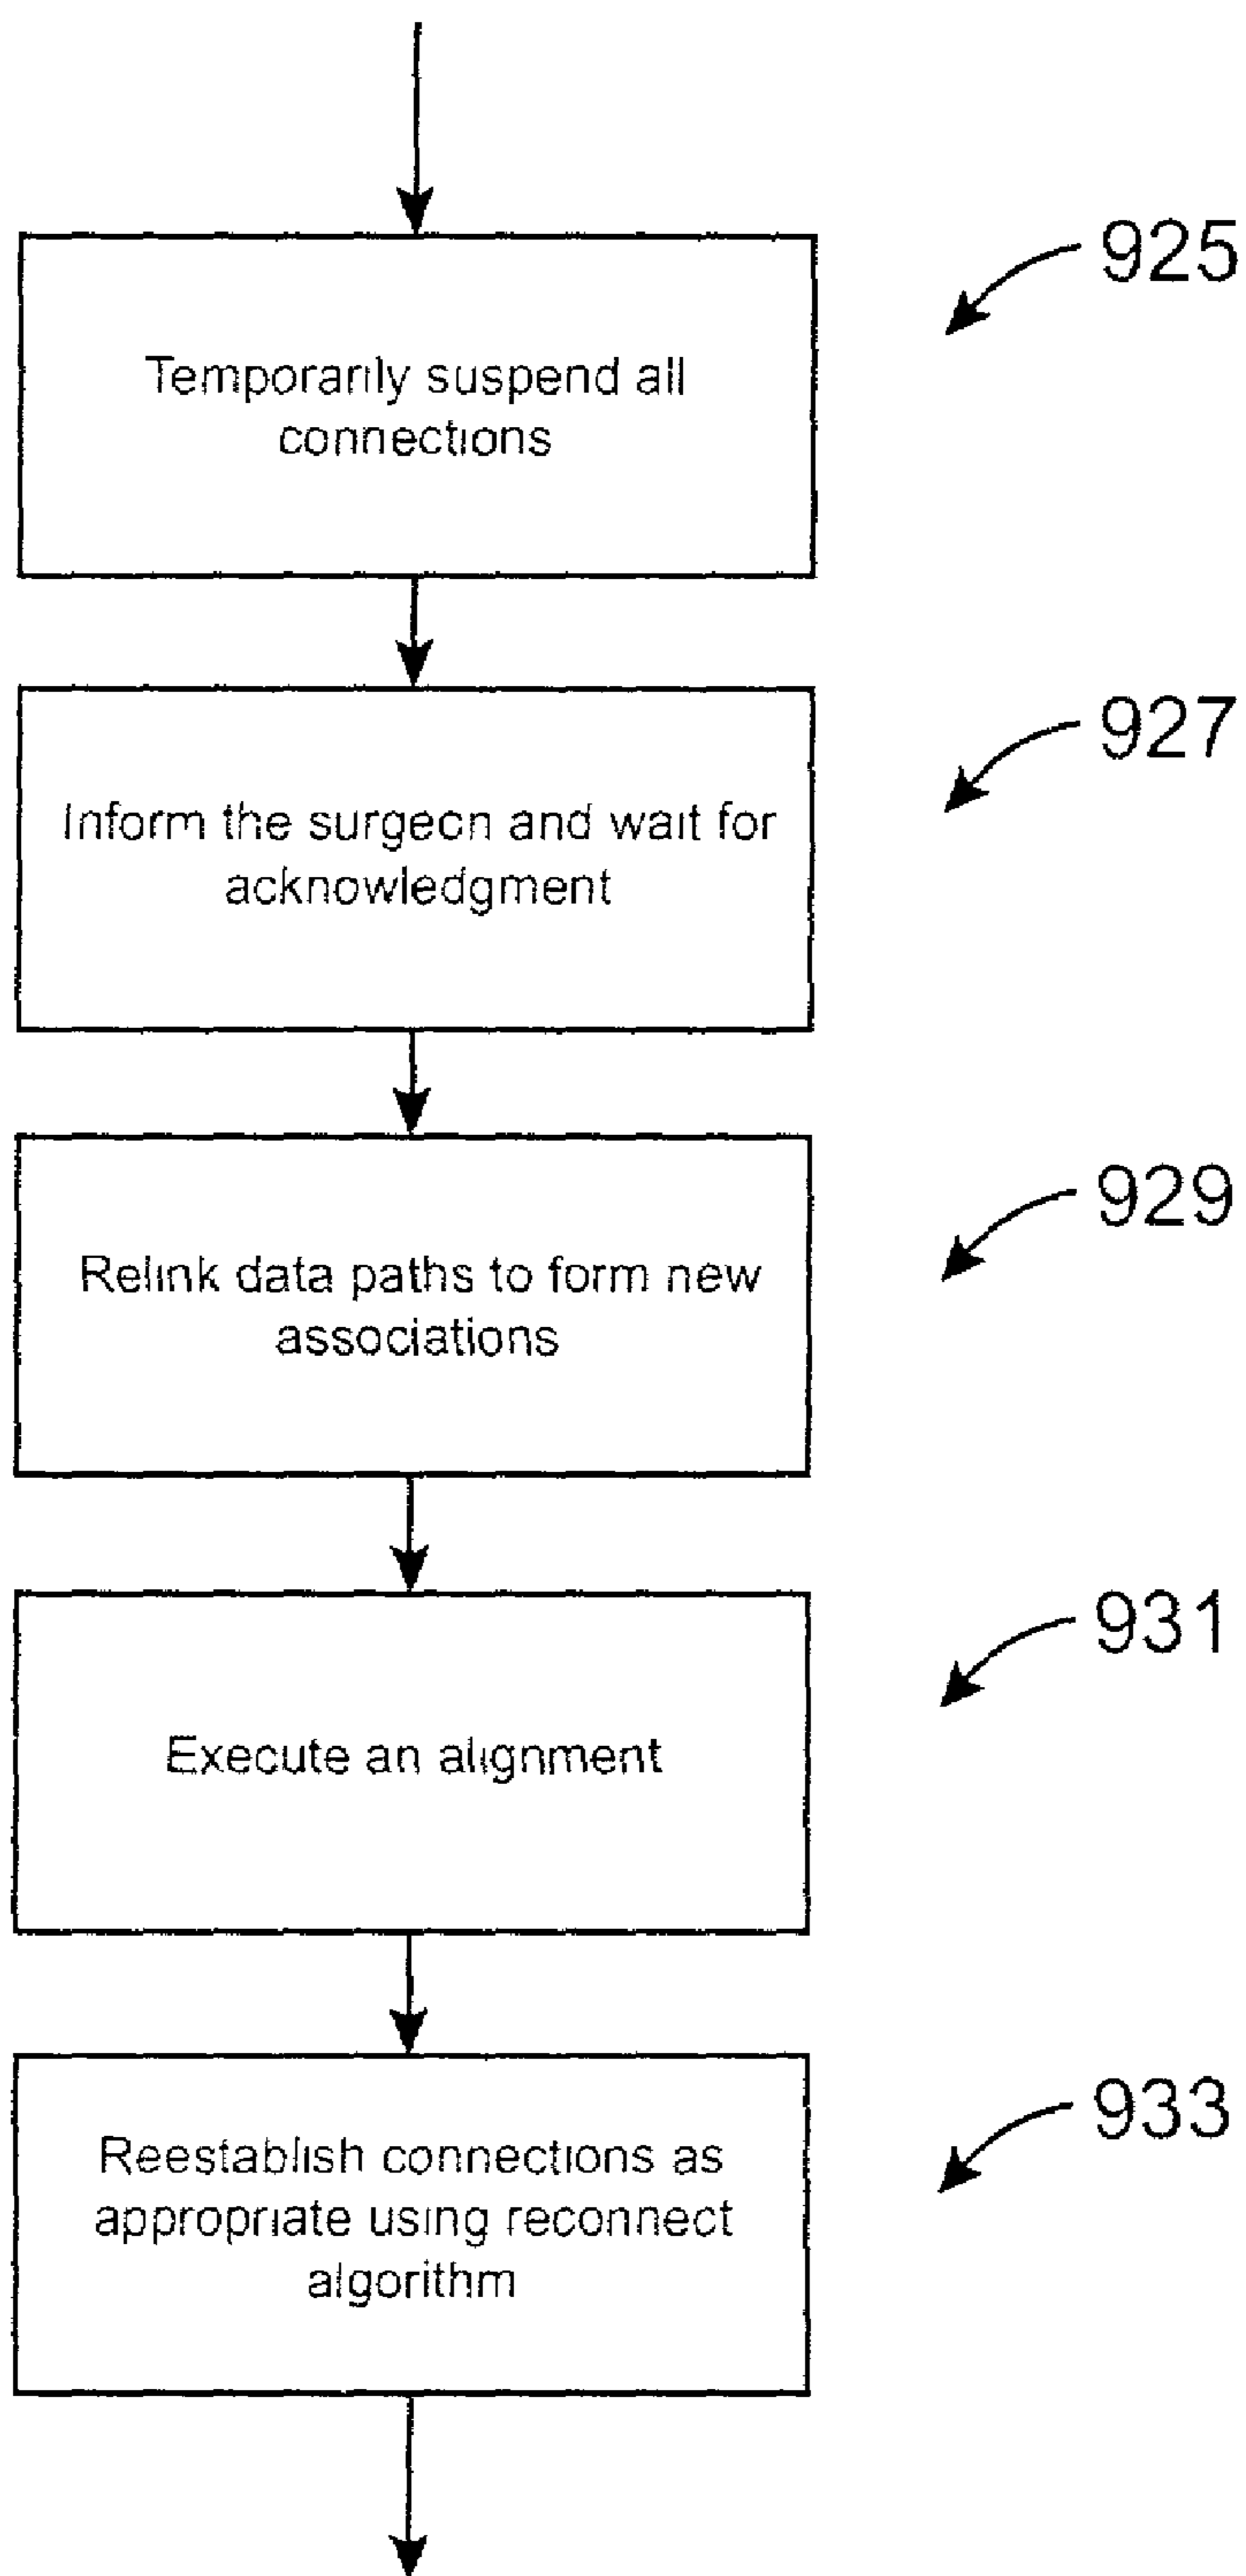 925
Temporarily suspend all
connections
927
Inform the surgeon and wait for
acknowledgment
929
Relink data paths to form new
associations
931
Execute an alignment
933
Reestablish connections as
appropriate using reconnect
algorithm